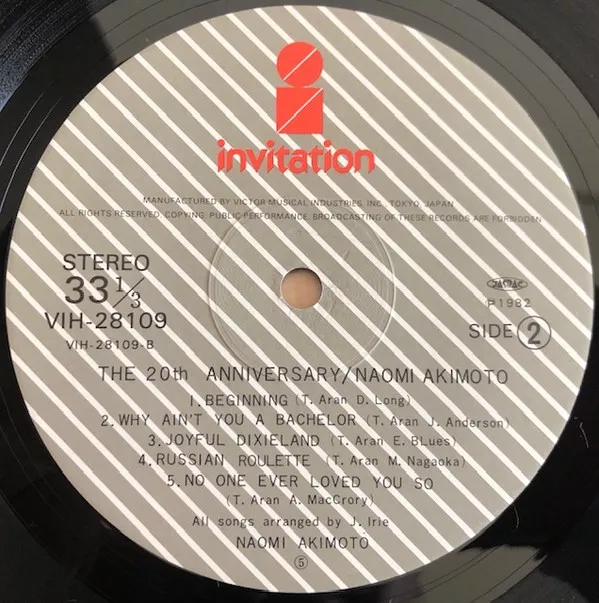 invitation
MANUFACTURED BY VICTOR MUSICAL INDUSTRIES, INC., TOKYO, JAPAN
ALL RIGHTS RESERVED, COPYING, PUBLIC PERFORMANCE, BROADCASTING OF THESE RECORDS ARE FORBIDDEN
STEREO
33 1/3
VIH-28109
VIH-28109-B
JASRAC
℗1982
SIDE 2
THE 20th ANNIVERSARY/NAOMI AKIMOTO
1. BEGINNING (T. Aran D. Long)
2. WHY AIN'T YOU A BACHELOR (T. Aran J. Anderson)
3. JOYFUL DIXIELAND (T. Aran E. BLues)
4. RUSSIAN ROULETTE (T. Aran M. Nagaoka)
5. NO ONE EVER LOVED YOU SO
(T. Aran A. MacCrory)
All songs arranged by J. Irie
NAOMI AKIMOTO
⑤